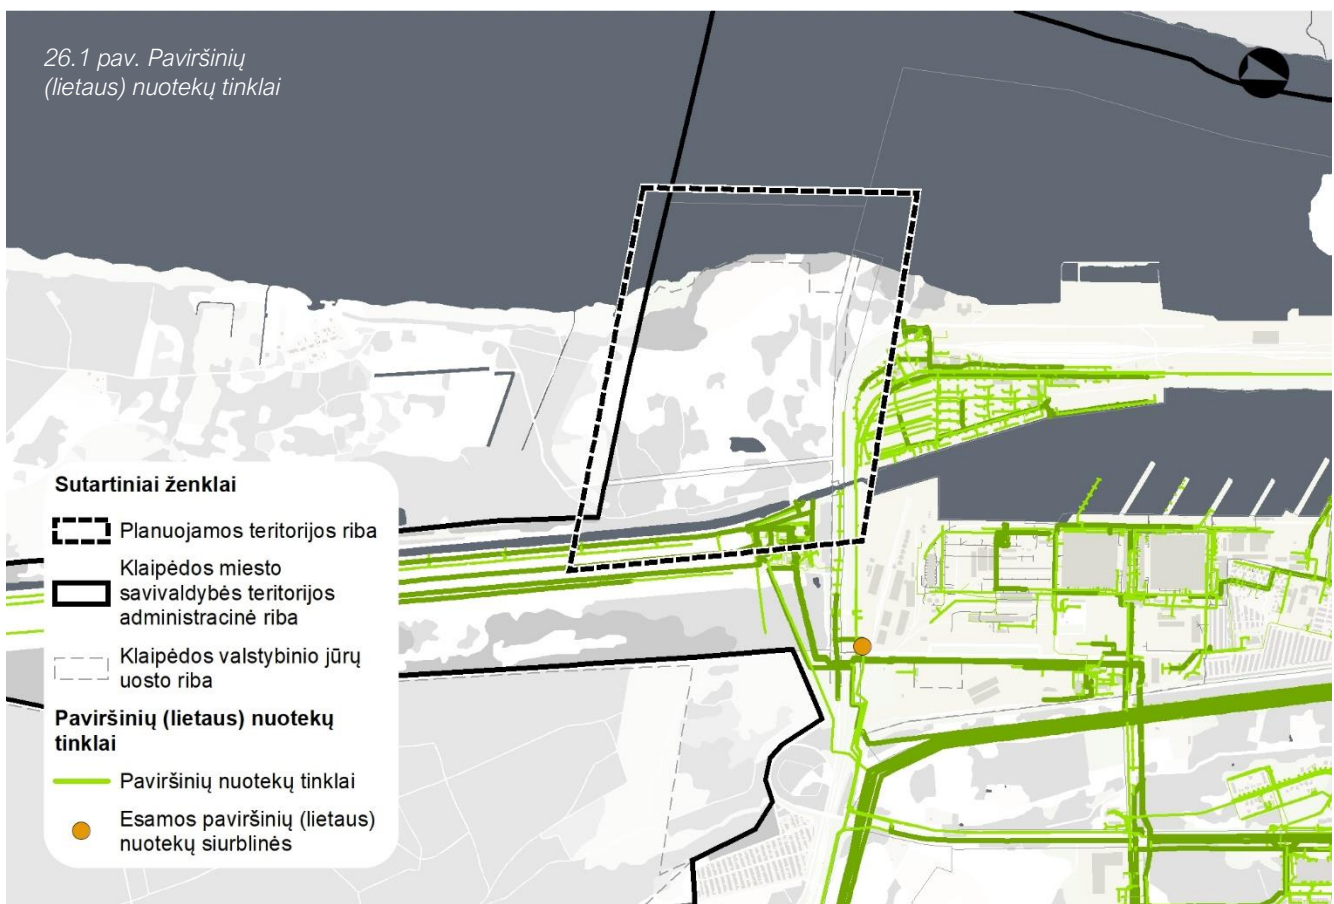 26.1 pav. Paviršinių
(lietaus) nuotekų tinklai
Sutartiniai ženklai
Planuojamos teritorijos riba
Klaipėdos miesto
savivaldybės teritorijos
administracinė riba
Klaipėdos valstybinio jūrų
uosto riba
Paviršinių (lietaus) nuotekų
tinklai
Paviršinių nuotekų tinklai
Esamos paviršinių (lietaus)
nuotekų siurblinės